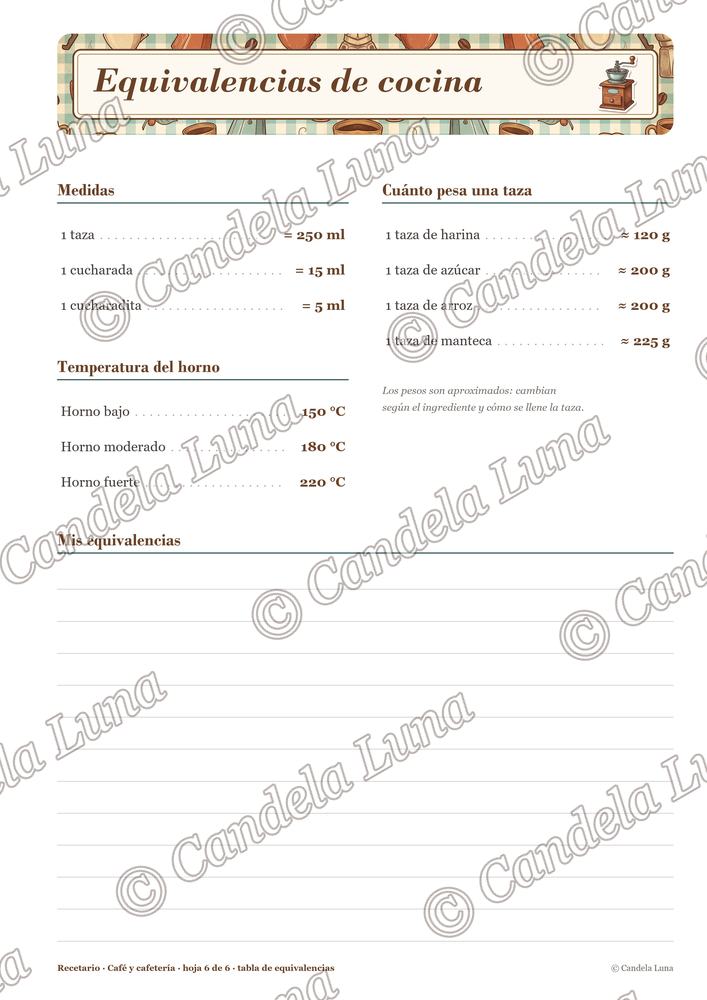 Equivalencias de cocina
Medidas
1 taza = 250 ml
1 cucharada = 15 ml
1 cucharadita = 5 ml
Temperatura del horno
Horno bajo 150 °C
Horno moderado 180 °C
Horno fuerte 220 °C
Cuánto pesa una taza
1 taza de harina ≈ 120 g
1 taza de azúcar ≈ 200 g
1 taza de arroz ≈ 200 g
1 taza de manteca ≈ 225 g
Los pesos son aproximados: cambian
según el ingrediente y cómo se llene la taza.
Mis equivalencias
Recetario · Café y cafetería · hoja 6 de 6 · tabla de equivalencias
© Candela Luna
© Candela Luna